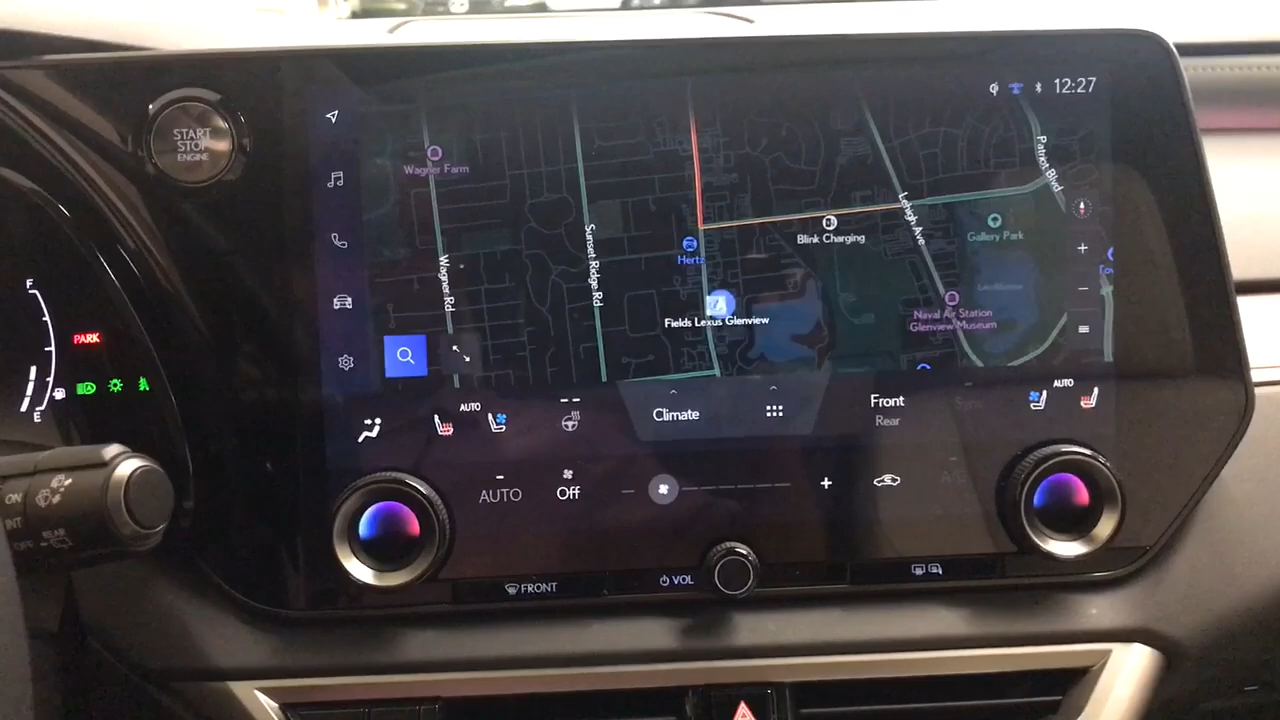 START
STOP
ENGINE
12:27
Wagner Farm
Patriot Blvd
Lehigh Ave
Blink Charging
Gallery Park
Sunset Ridge Rd
Hertz
Wagner Rd
Fields Lexus Glenview
Naval Air Station
Glenview Museum
F
E
PARK
AUTO
Climate
Front
Rear
Sync
AUTO
AUTO
Off
A/C
ON
INT
OFF
REAR
FRONT
VOL